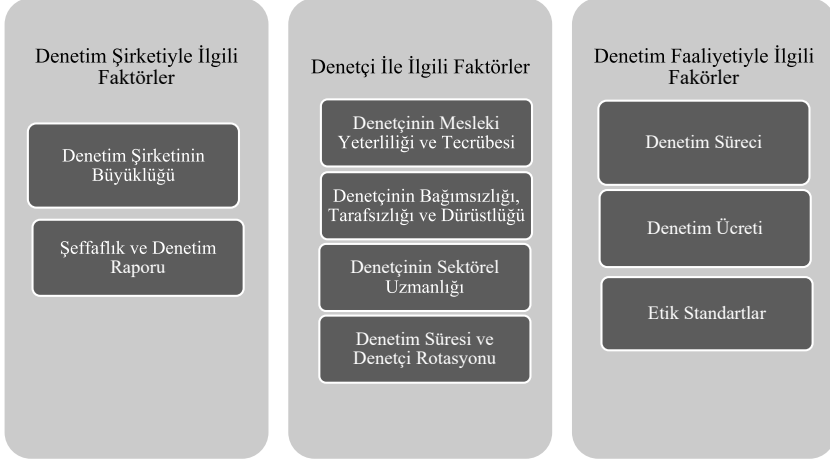 Denetim Şirketiyle İlgili
Faktörler
Denetim Şirketinin
Büyüklüğü
Şeffaflık ve Denetim
Raporu
Denetçi İle İlgili Faktörler
Denetçinin Mesleki
Yeterliliği ve Tecrübesi
Denetçinin Bağımsızlığı,
Tarafsızlığı ve Dürüstlüğü
Denetçinin Sektörel
Uzmanlığı
Denetim Süresi ve
Denetçi Rotasyonu
Denetim Faaliyetiyle İlgili
Fakörler
Denetim Süreci
Denetim Ücreti
Etik Standartlar